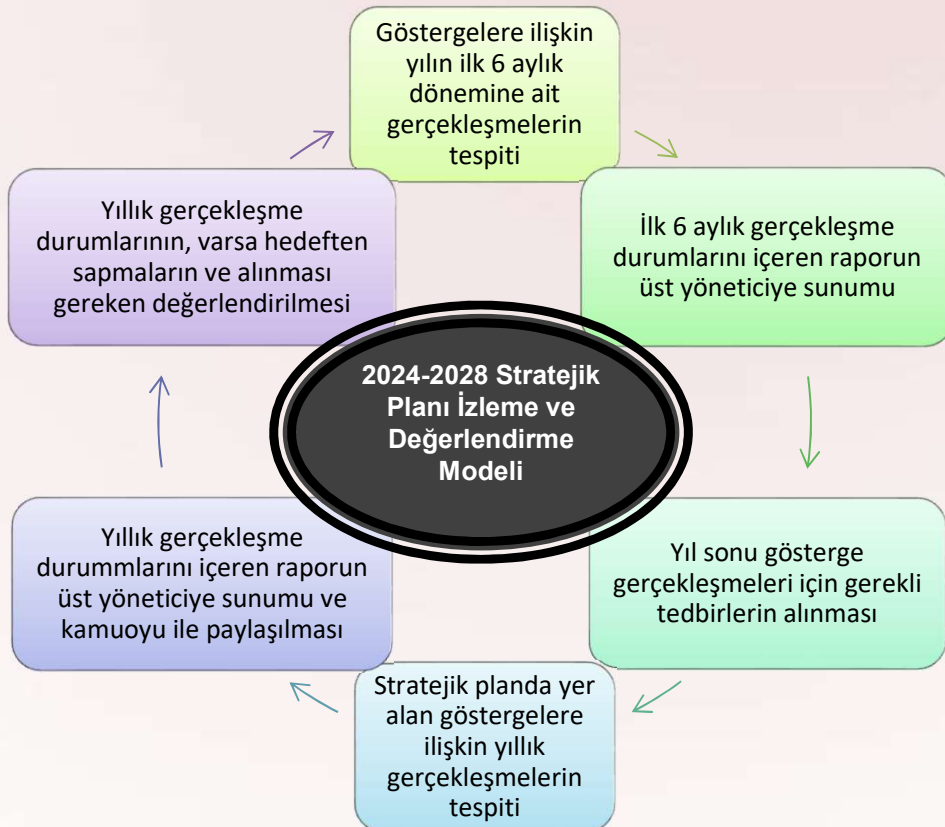 Göstergelere ilişkin
yılın ilk 6 aylık
dönemine ait
gerçekleşmelerin
tespiti
İlk 6 aylık gerçekleşme
durumlarını içeren raporun
üst yöneticiye sunumu
Yıl sonu gösterge
gerçekleşmeleri için gerekli
tedbirlerin alınması
Stratejik planda yer
alan göstergelere
ilişkin yıllık
gerçekleşmelerin
tespiti
Yıllık gerçekleşme
durummlarını içeren raporun
üst yöneticiye sunumu ve
kamuoyu ile paylaşılması
Yıllık gerçekleşme
durumlarının, varsa hedeften
sapmaların ve alınması
gereken değerlendirilmesi
2024-2028 Stratejik
Planı İzleme ve
Değerlendirme
Modeli